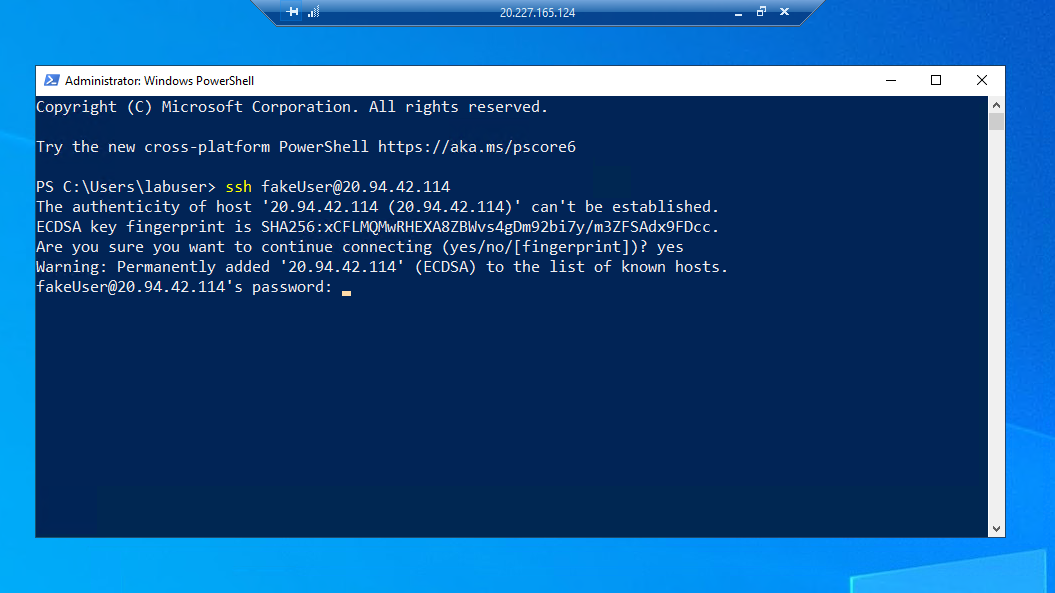 20.227.165.124
Administrator: Windows PowerShell
Copyright (C) Microsoft Corporation. All rights reserved.
Try the new cross-platform PowerShell https://aka.ms/pscore6
PS C:\Users\labuser> ssh fakeUser@20.94.42.114
The authenticity of host '20.94.42.114 (20.94.42.114)' can't be established.
ECDSA key fingerprint is SHA256:xCFLMQMwRHEXA8ZBWvs4gDm92bi7y/m3ZFSAdx9FDcc.
Are you sure you want to continue connecting (yes/no/[fingerprint])? yes
Warning: Permanently added '20.94.42.114' (ECDSA) to the list of known hosts.
fakeUser@20.94.42.114's password: